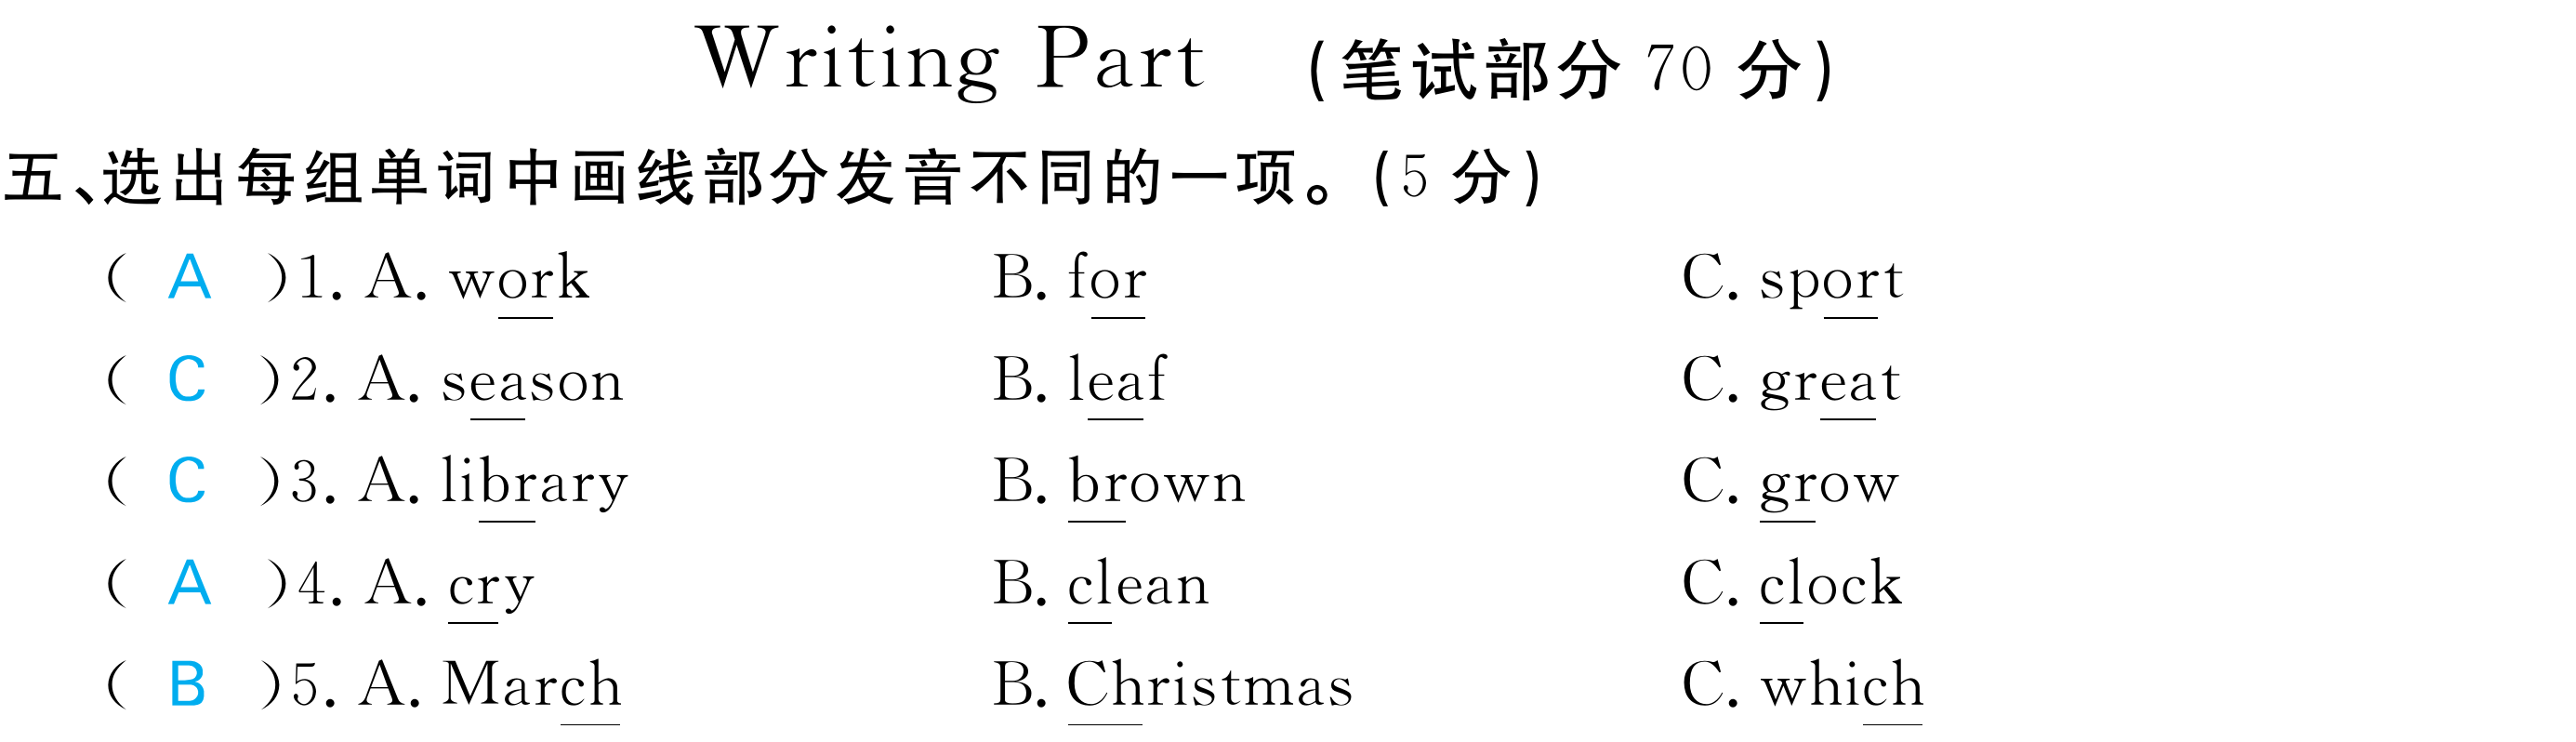 Writing Part (笔试部分 70 分)
五、选出每组单词中画线部分发音不同的一项。(5 分)
( A )1. A. work B. for C. sport
( C )2. A. season B. leaf C. great
( C )3. A. library B. brown C. grow
( A )4. A. cry B. clean C. clock
( B )5. A. March B. Christmas C. which